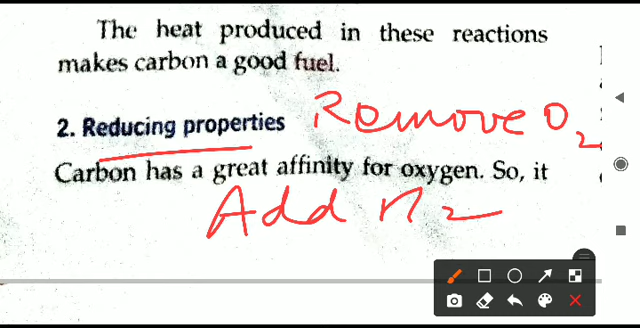 The heat produced in these reactions
makes carbon a good fuel.
2. Reducing properties Remove O2
Carbon has a great affinity for oxygen. So, it
Add H2